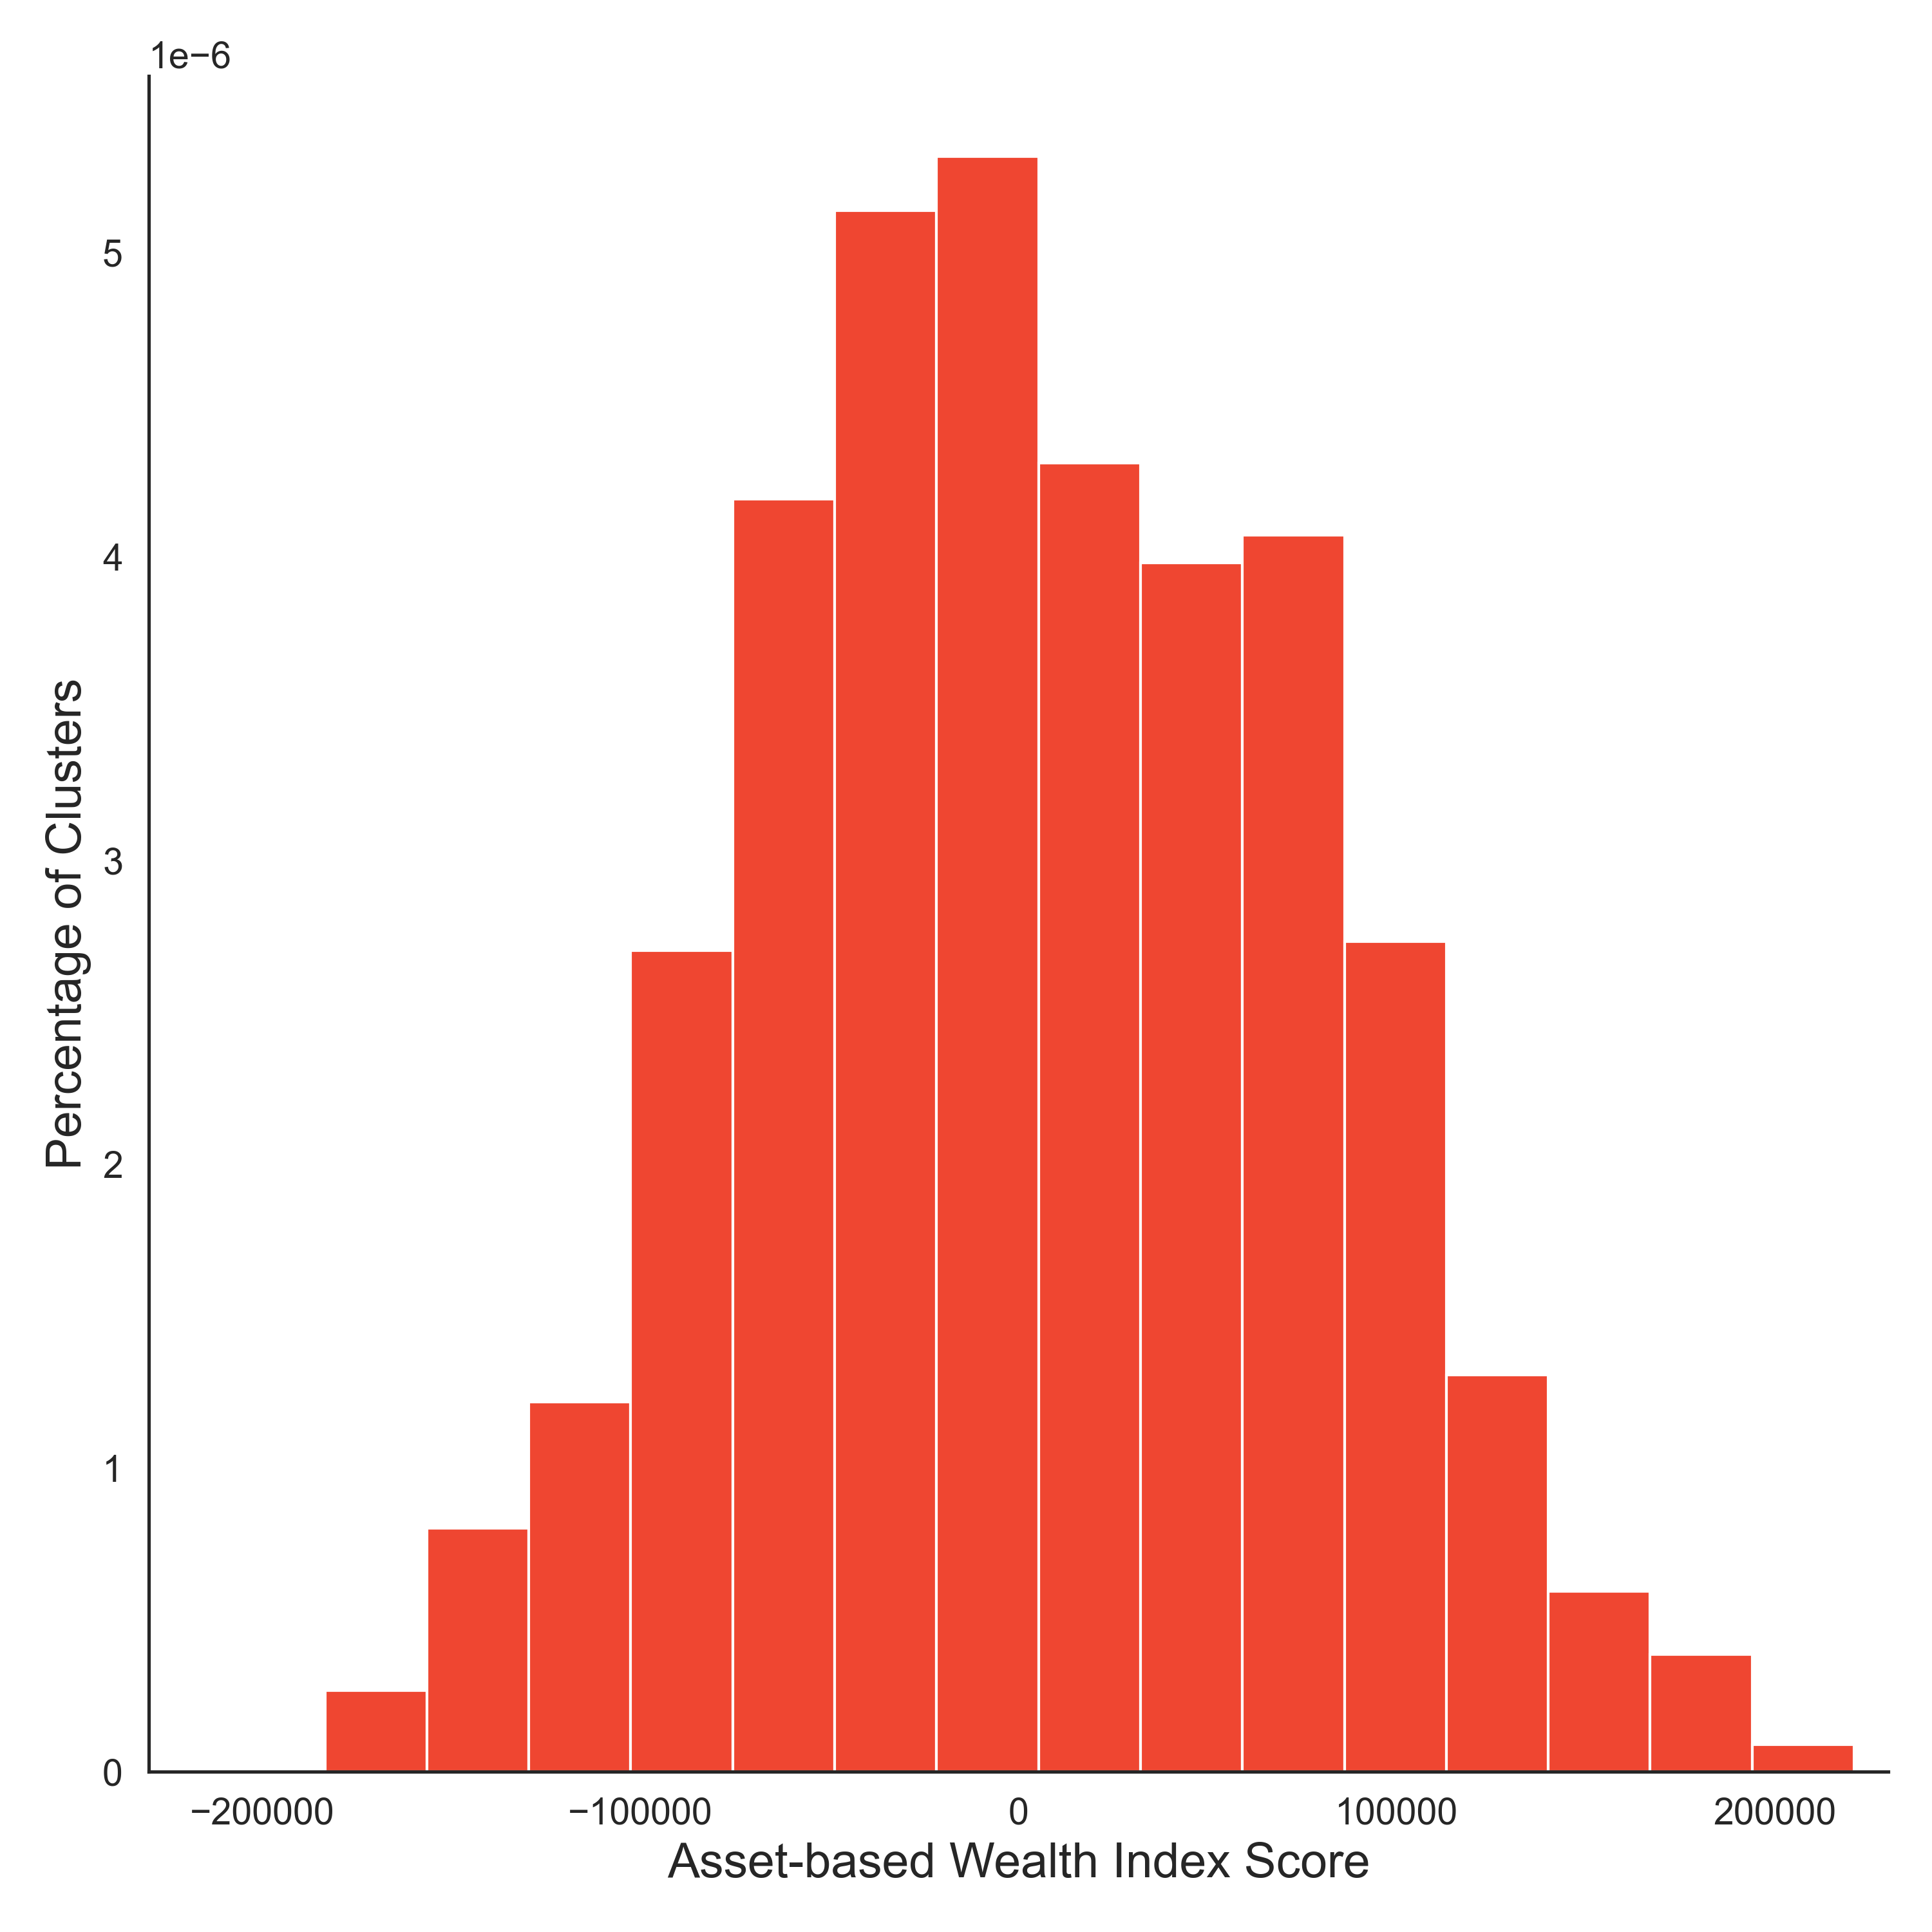 1e−6
5
4
3
2
1
0
Percentage of Clusters
−200000 −100000 0 100000 200000
Asset-based Wealth Index Score